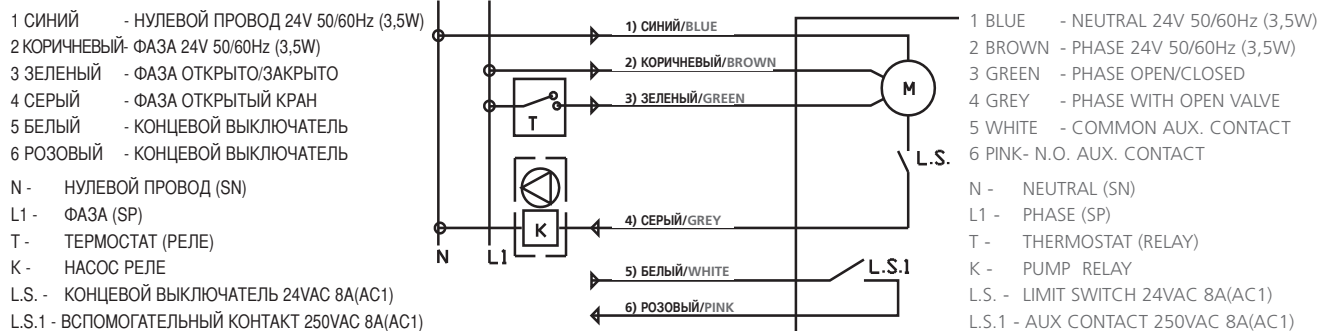 1 СИНИЙ - НУЛЕВОЙ ПРОВОД 24V 50/60Hz (3,5W)
2 КОРИЧНЕВЫЙ- ФАЗА 24V 50/60Hz (3,5W)
3 ЗЕЛЕНЫЙ - ФАЗА ОТКРЫТО/ЗАКРЫТО
4 СЕРЫЙ - ФАЗА ОТКРЫТЫЙ КРАН
5 БЕЛЫЙ - КОНЦЕВОЙ ВЫКЛЮЧАТЕЛЬ
6 РОЗОВЫЙ - КОНЦЕВОЙ ВЫКЛЮЧАТЕЛЬ
N - НУЛЕВОЙ ПРОВОД (SN)
L1 - ФАЗА (SP)
T - ТЕРМОСТАТ (РЕЛЕ)
K - НАСОС РЕЛЕ
L.S. - КОНЦЕВОЙ ВЫКЛЮЧАТЕЛЬ 24VAC 8A(AC1)
L.S.1 - ВСПОМОГАТЕЛЬНЫЙ КОНТАКТ 250VAC 8A(AC1)
1) СИНИЙ/BLUE
2) КОРИЧНЕВЫЙ/BROWN
M
3) ЗЕЛЕНЫЙ/GREEN
T
L.S.
4) СЕРЫЙ/GREY
K
N
L1
5) БЕЛЫЙ/WHITE
L.S.1
6) РОЗОВЫЙ/PINK
1 BLUE - NEUTRAL 24V 50/60Hz (3,5W)
2 BROWN - PHASE 24V 50/60Hz (3,5W)
3 GREEN - PHASE OPEN/CLOSED
4 GREY - PHASE WITH OPEN VALVE
5 WHITE - COMMON AUX. CONTACT
6 PINK- N.O. AUX. CONTACT
N - NEUTRAL (SN)
L1 - PHASE (SP)
T - THERMOSTAT (RELAY)
K - PUMP RELAY
L.S. - LIMIT SWITCH 24VAC 8A(AC1)
L.S.1 - AUX CONTACT 250VAC 8A(AC1)